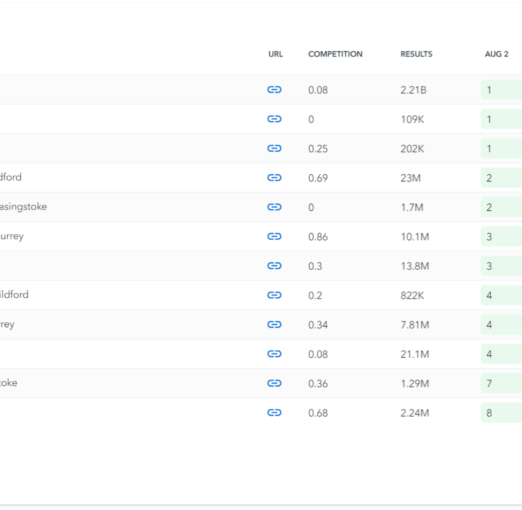 URL COMPETITION RESULTS AUG 2
0.08 2.21B 1
0 109K 1
0.25 202K 1
dford 0.69 23M 2
asingstoke 0 1.7M 2
urrey 0.86 10.1M 3
0.3 13.8M 3
ildford 0.2 822K 4
rey 0.34 7.81M 4
0.08 21.1M 4
oke 0.36 1.29M 7
0.68 2.24M 8